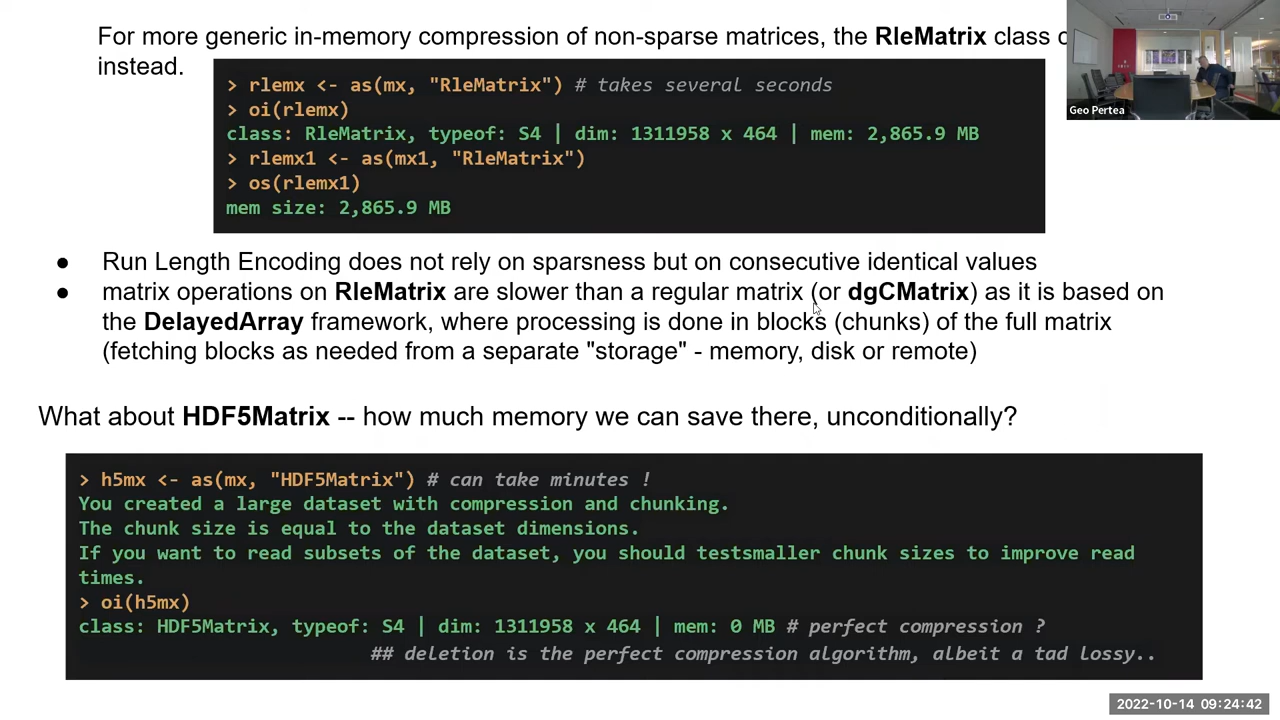 For more generic in-memory compression of non-sparse matrices, the RleMatrix class
instead.
> rlemx <- as(mx, "RleMatrix") # takes several seconds
> oi(rlemx)
class: RleMatrix, typeof: S4 | dim: 1311958 x 464 | mem: 2,865.9 MB
> rlemx1 <- as(mx1, "RleMatrix")
> os(rlemx1)
mem size: 2,865.9 MB
Geo Pertea
● Run Length Encoding does not rely on sparsness but on consecutive identical values
● matrix operations on RleMatrix are slower than a regular matrix (or dgCMatrix) as it is based on
the DelayedArray framework, where processing is done in blocks (chunks) of the full matrix
(fetching blocks as needed from a separate "storage" - memory, disk or remote)
What about HDF5Matrix -- how much memory we can save there, unconditionally?
> h5mx <- as(mx, "HDF5Matrix") # can take minutes !
You created a large dataset with compression and chunking.
The chunk size is equal to the dataset dimensions.
If you want to read subsets of the dataset, you should testsmaller chunk sizes to improve read
times.
> oi(h5mx)
class: HDF5Matrix, typeof: S4 | dim: 1311958 x 464 | mem: 0 MB # perfect compression ?
## deletion is the perfect compression algorithm, albeit a tad lossy..
2022-10-14 09:24:42